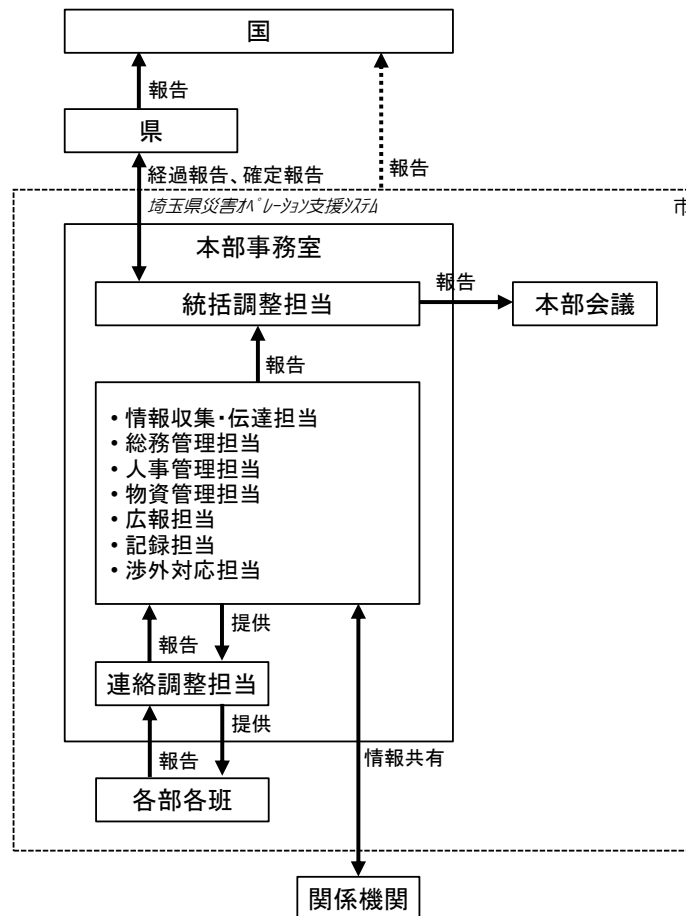 国
報告
県
経過報告、確定報告
報告
埼玉県災害ｵﾍﾟﾚｰｼｮﾝ支援ｼｽﾃﾑ
市
本部事務室
統括調整担当
報告
本部会議
報告
• 情報収集・伝達担当
• 総務管理担当
• 人事管理担当
• 物資管理担当
• 広報担当
• 記録担当
• 渉外対応担当
提供
報告
連絡調整担当
提供
報告
情報共有
各部各班
関係機関